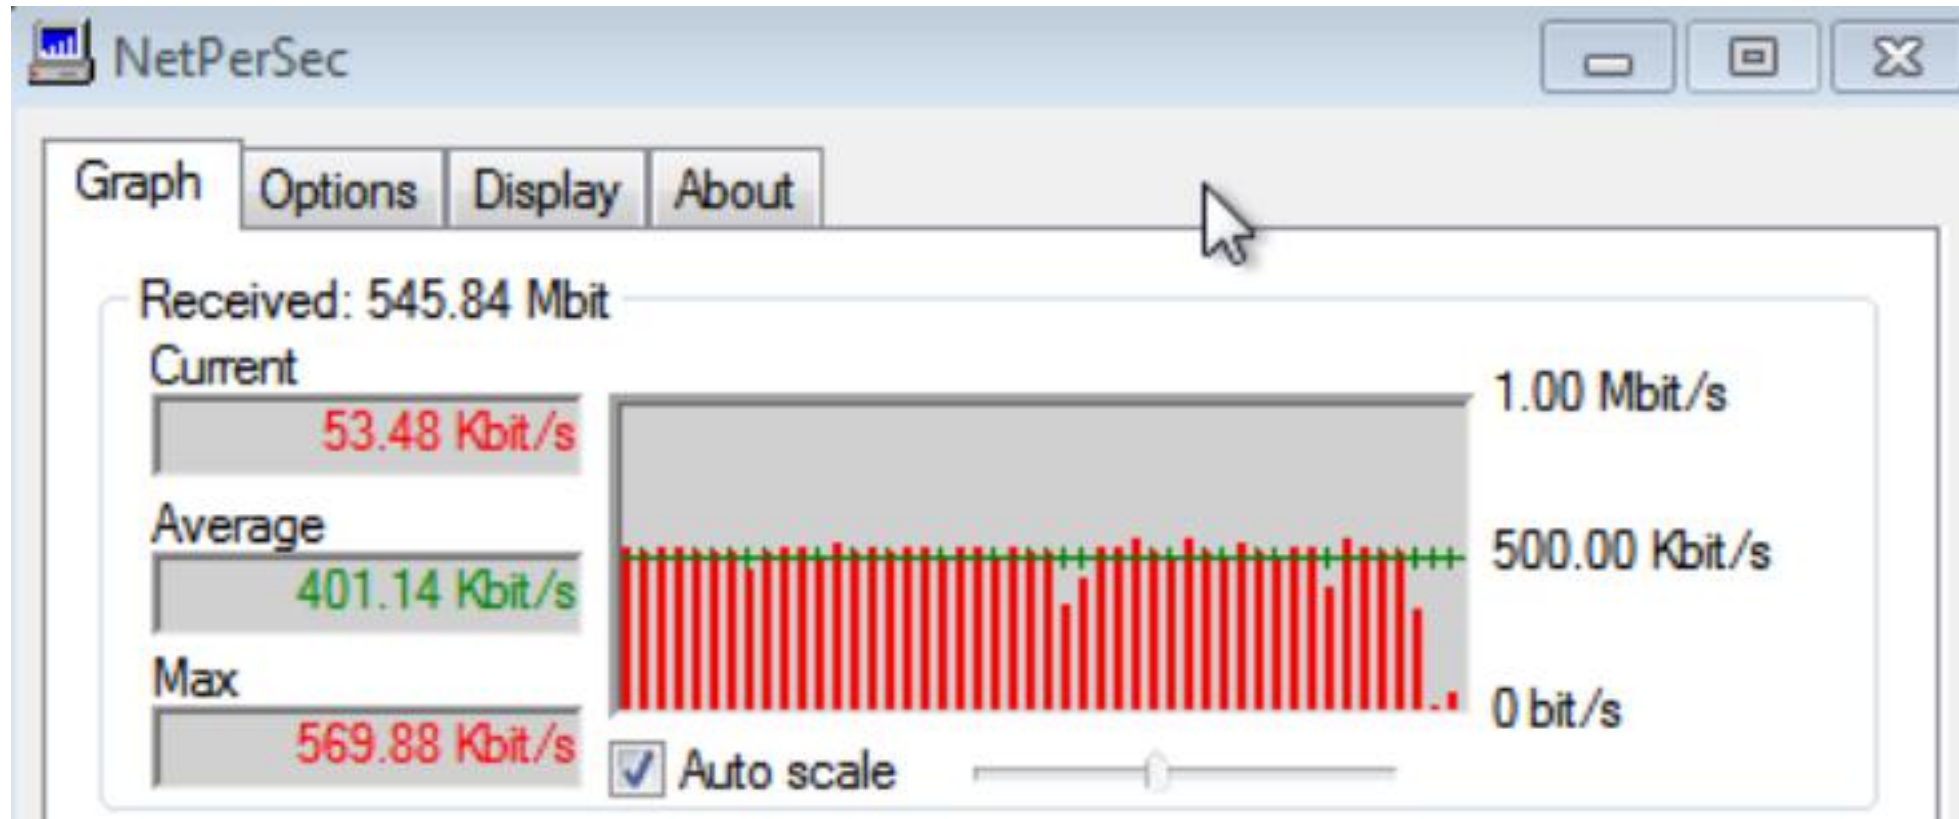 NetPerSec
Graph Options Display About
Received: 545.84 Mbit
Current
53.48 Kbit/s
Average
401.14 Kbit/s
Max
569.88 Kbit/s
1.00 Mbit/s
500.00 Kbit/s
0 bit/s
Auto scale